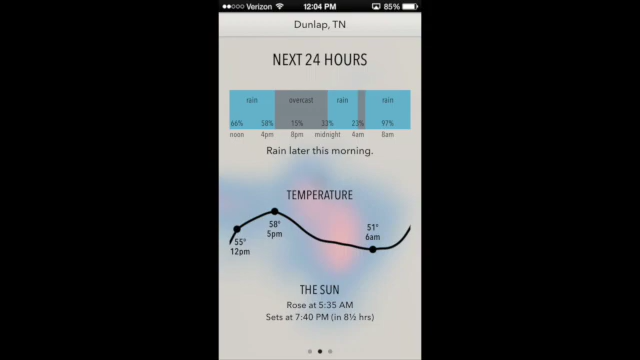 Verizon 12:04 PM 85%
Dunlap, TN
NEXT 24 HOURS
rain overcast rain rain
66% 58% 15% 33% 23% 97%
noon 4pm 8pm midnight 4am 8am
Rain later this morning.
TEMPERATURE
58°
5pm
51°
6am
55°
12pm
THE SUN
Rose at 5:35 AM
Sets at 7:40 PM (in 8½ hrs)